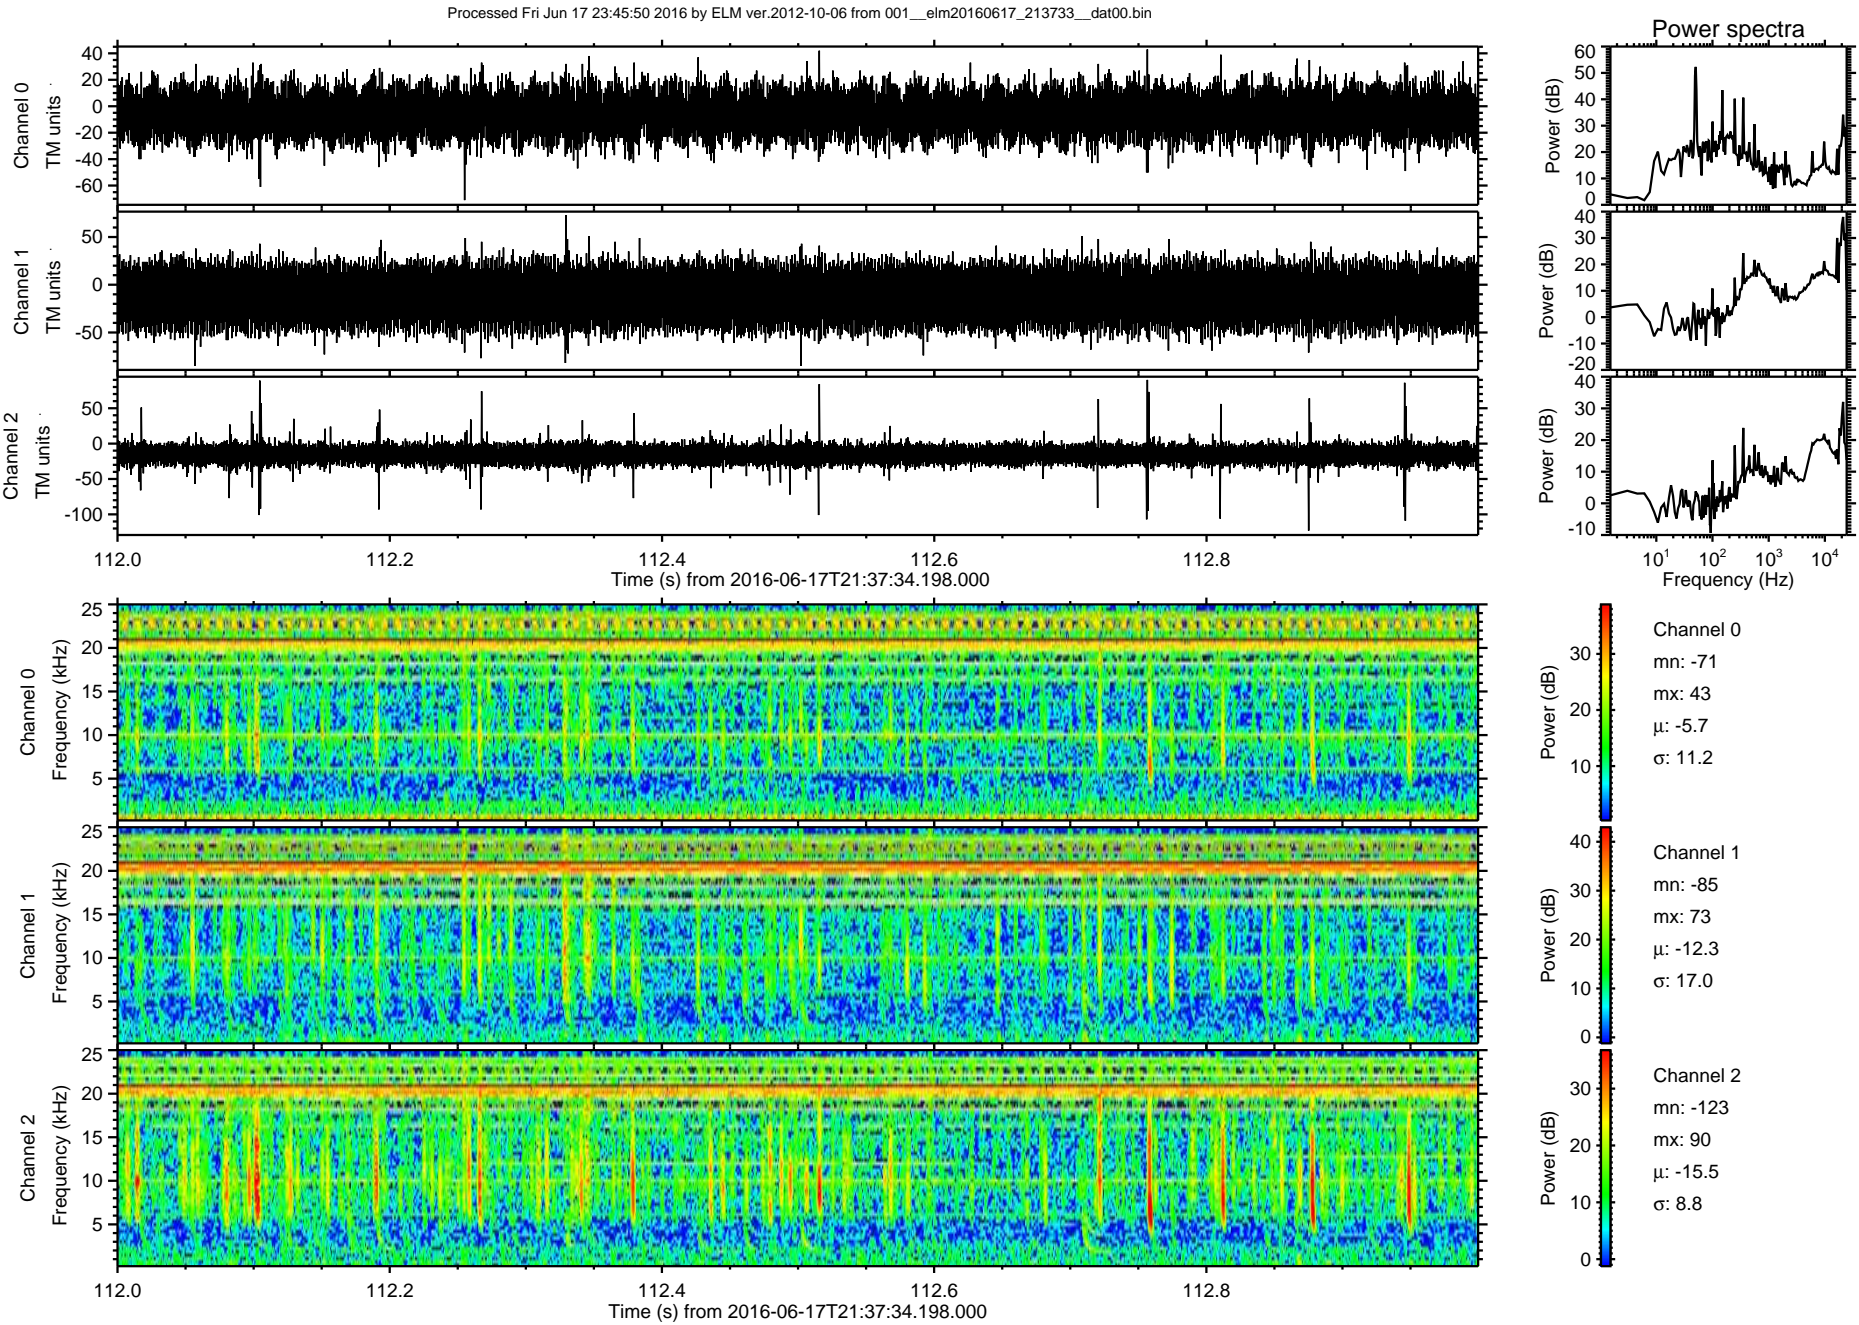 Processed Fri Jun 17 23:45:50 2016 by ELM ver.2012-10-06 from 001__elm20160617_213733__dat00.bin
Power spectra
Channel 0
TM units
40
20
0
-20
-40
-60
Power (dB)
60
50
40
30
20
10
0
Channel 1
TM units
50
0
-50
Power (dB)
40
30
20
10
0
-10
-20
Channel 2
TM units
50
0
-50
-100
Power (dB)
40
30
20
10
0
-10
112.0 112.2 112.4 112.6 112.8
Time (s) from 2016-06-17T21:37:34.198.000
10^1 10^2 10^3 10^4
Frequency (Hz)
Channel 0
Frequency (kHz)
25
20
15
10
5
Power (dB)
30
20
10
Channel 0
mn: -71
mx: 43
μ: -5.7
σ: 11.2
Channel 1
Frequency (kHz)
25
20
15
10
5
Power (dB)
40
30
20
10
0
Channel 1
mn: -85
mx: 73
μ: -12.3
σ: 17.0
Channel 2
Frequency (kHz)
25
20
15
10
5
Power (dB)
30
20
10
0
Channel 2
mn: -123
mx: 90
μ: -15.5
σ: 8.8
112.0 112.2 112.4 112.6 112.8
Time (s) from 2016-06-17T21:37:34.198.000